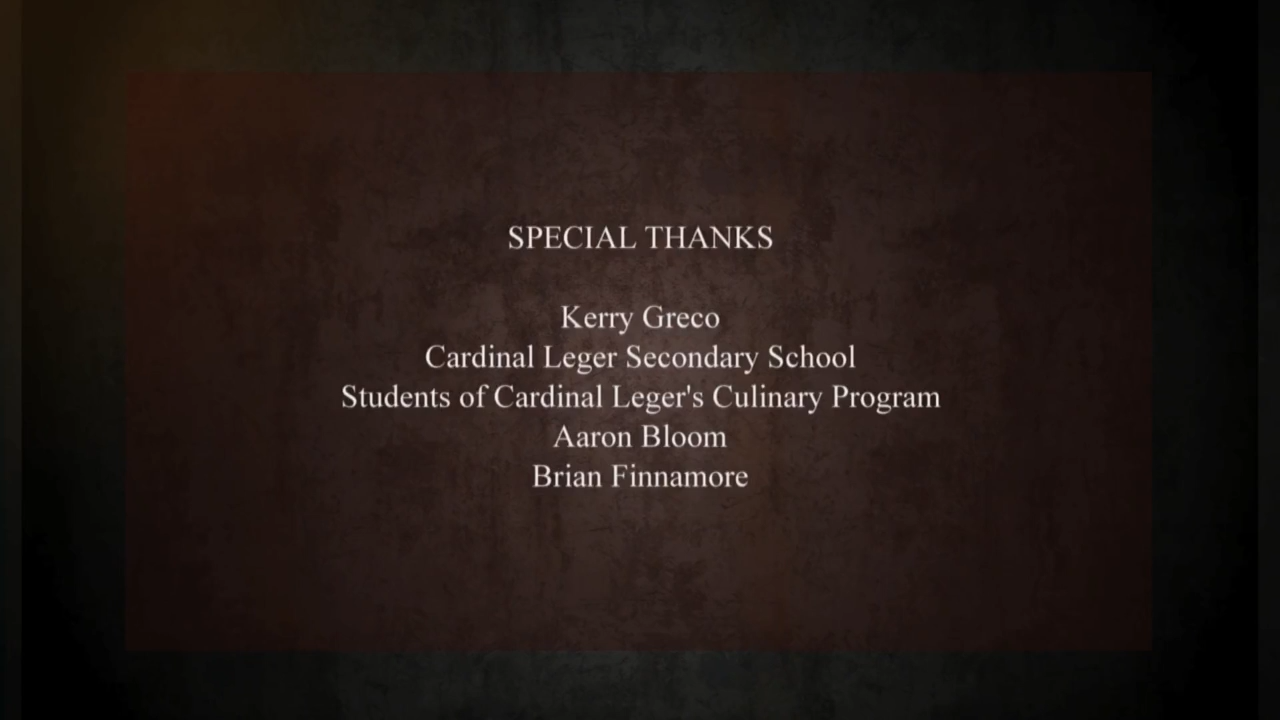 SPECIAL THANKS
Kerry Greco
Cardinal Leger Secondary School
Students of Cardinal Leger's Culinary Program
Aaron Bloom
Brian Finnamore